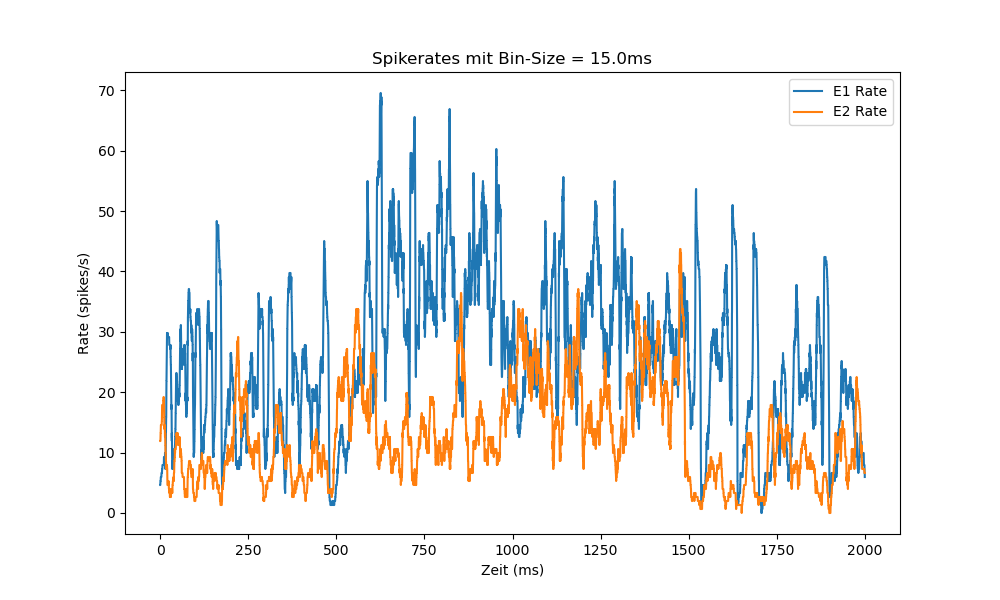 Spikerates mit Bin-Size = 15.0ms
E1 Rate
E2 Rate
Rate (spikes/s)
70
60
50
40
30
20
10
0
0 250 500 750 1000 1250 1500 1750 2000
Zeit (ms)